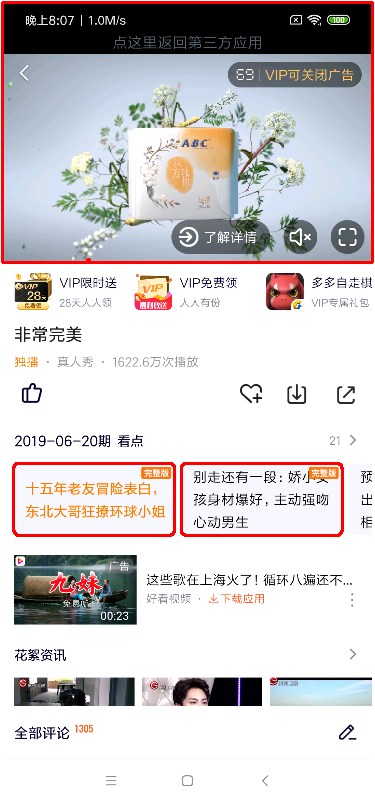 晚上8:07 | 1.0M/s
100
点这里返回第三方应用
69 | VIP可关闭广告
ABC
了解详情
VIP
28天
VIP限时送
28天人人领
VIP
VIP免费领
人人有份
多多自走棋
VIP专属礼包
非常完美
独播 · 真人秀 · 1622.6万次播放
2019-06-20期 看点
21
完整版
十五年老友冒险表白，
东北大哥狂撩环球小姐
完整版
别走还有一段：娇小女
孩身材爆好，主动强吻
心动男生
预
出
相
广告
九妹
00:23
这些歌在上海火了！循环八遍还不...
好看视频 · 下载应用
花絮资讯
全部评论 1305